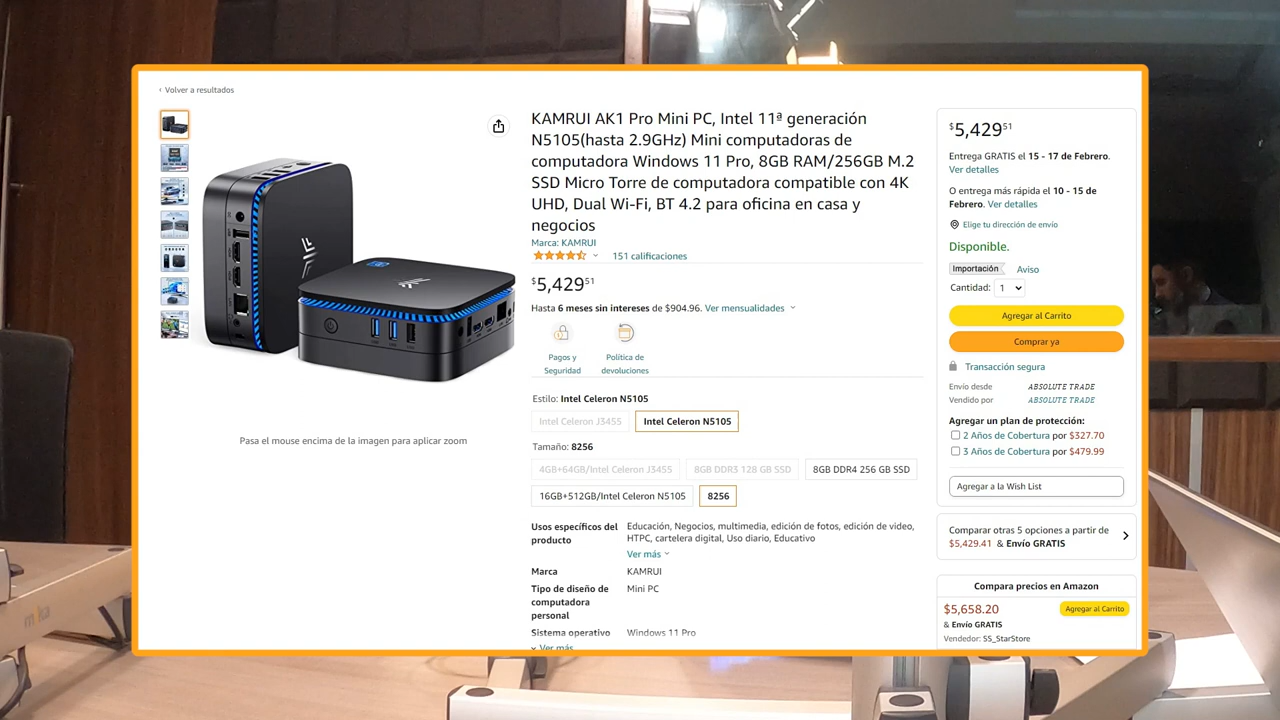 ‹ Volver a resultados
KAMRUI AK1 Pro Mini PC, Intel 11ª generación
N5105(hasta 2.9GHz) Mini computadoras de
computadora Windows 11 Pro, 8GB RAM/256GB M.2
SSD Micro Torre de computadora compatible con 4K
UHD, Dual Wi-Fi, BT 4.2 para oficina en casa y
negocios
Marca: KAMRUI
151 calificaciones
$5,429⁵¹
Hasta 6 meses sin intereses de $904.96. Ver mensualidades
Pagos y
Seguridad
Política de
devoluciones
Pasa el mouse encima de la imagen para aplicar zoom
Estilo: Intel Celeron N5105
Intel Celeron J3455
Intel Celeron N5105
Tamaño: 8256
4GB+64GB/Intel Celeron J3455
8GB DDR3 128 GB SSD
8GB DDR4 256 GB SSD
16GB+512GB/Intel Celeron N5105
8256
Usos específicos del
producto
Educación, Negocios, multimedia, edición de fotos, edición de video,
HTPC, cartelera digital, Uso diario, Educativo
Ver más
Marca
KAMRUI
Tipo de diseño de
computadora
personal
Mini PC
Sistema operativo
Windows 11 Pro
Ver más
$5,429⁵¹
Entrega GRATIS el 15 - 17 de Febrero.
Ver detalles
O entrega más rápida el 10 - 15 de
Febrero. Ver detalles
Elige tu dirección de envío
Disponible.
Importación
Aviso
Cantidad: 1
Agregar al Carrito
Comprar ya
Transacción segura
Envío desde
ABSOLUTE TRADE
Vendido por
ABSOLUTE TRADE
Agregar un plan de protección:
2 Años de Cobertura por $327.70
3 Años de Cobertura por $479.99
Agregar a la Wish List
Comparar otras 5 opciones a partir de
$5,429.41 & Envío GRATIS
Compara precios en Amazon
$5,658.20
Agregar al Carrito
& Envío GRATIS
Vendedor: SS_StarStore